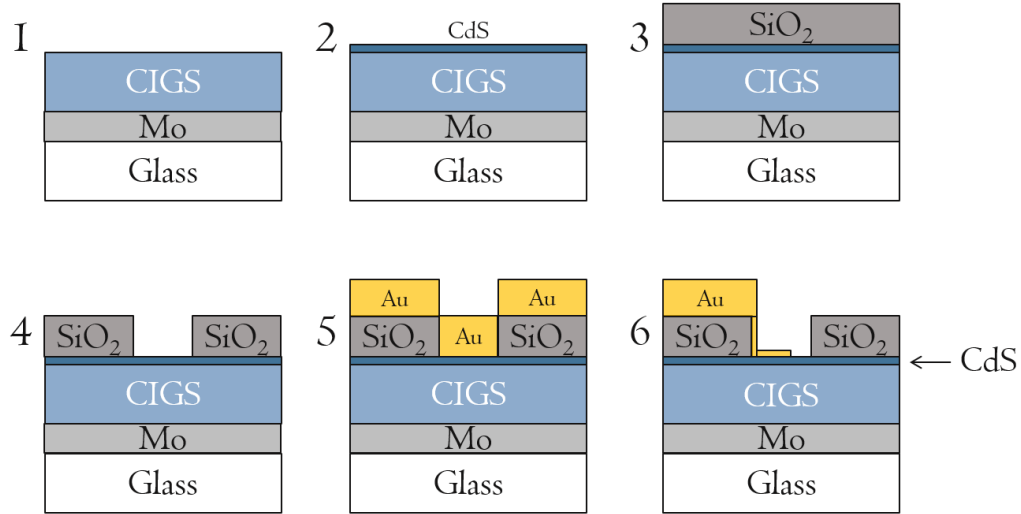 1
CIGS
Mo
Glass
2
CdS
CIGS
Mo
Glass
3
SiO₂
CIGS
Mo
Glass
4
SiO₂ SiO₂
CIGS
Mo
Glass
5
Au Au
SiO₂ Au SiO₂
CIGS
Mo
Glass
6
Au
SiO₂ SiO₂
CdS
CIGS
Mo
Glass